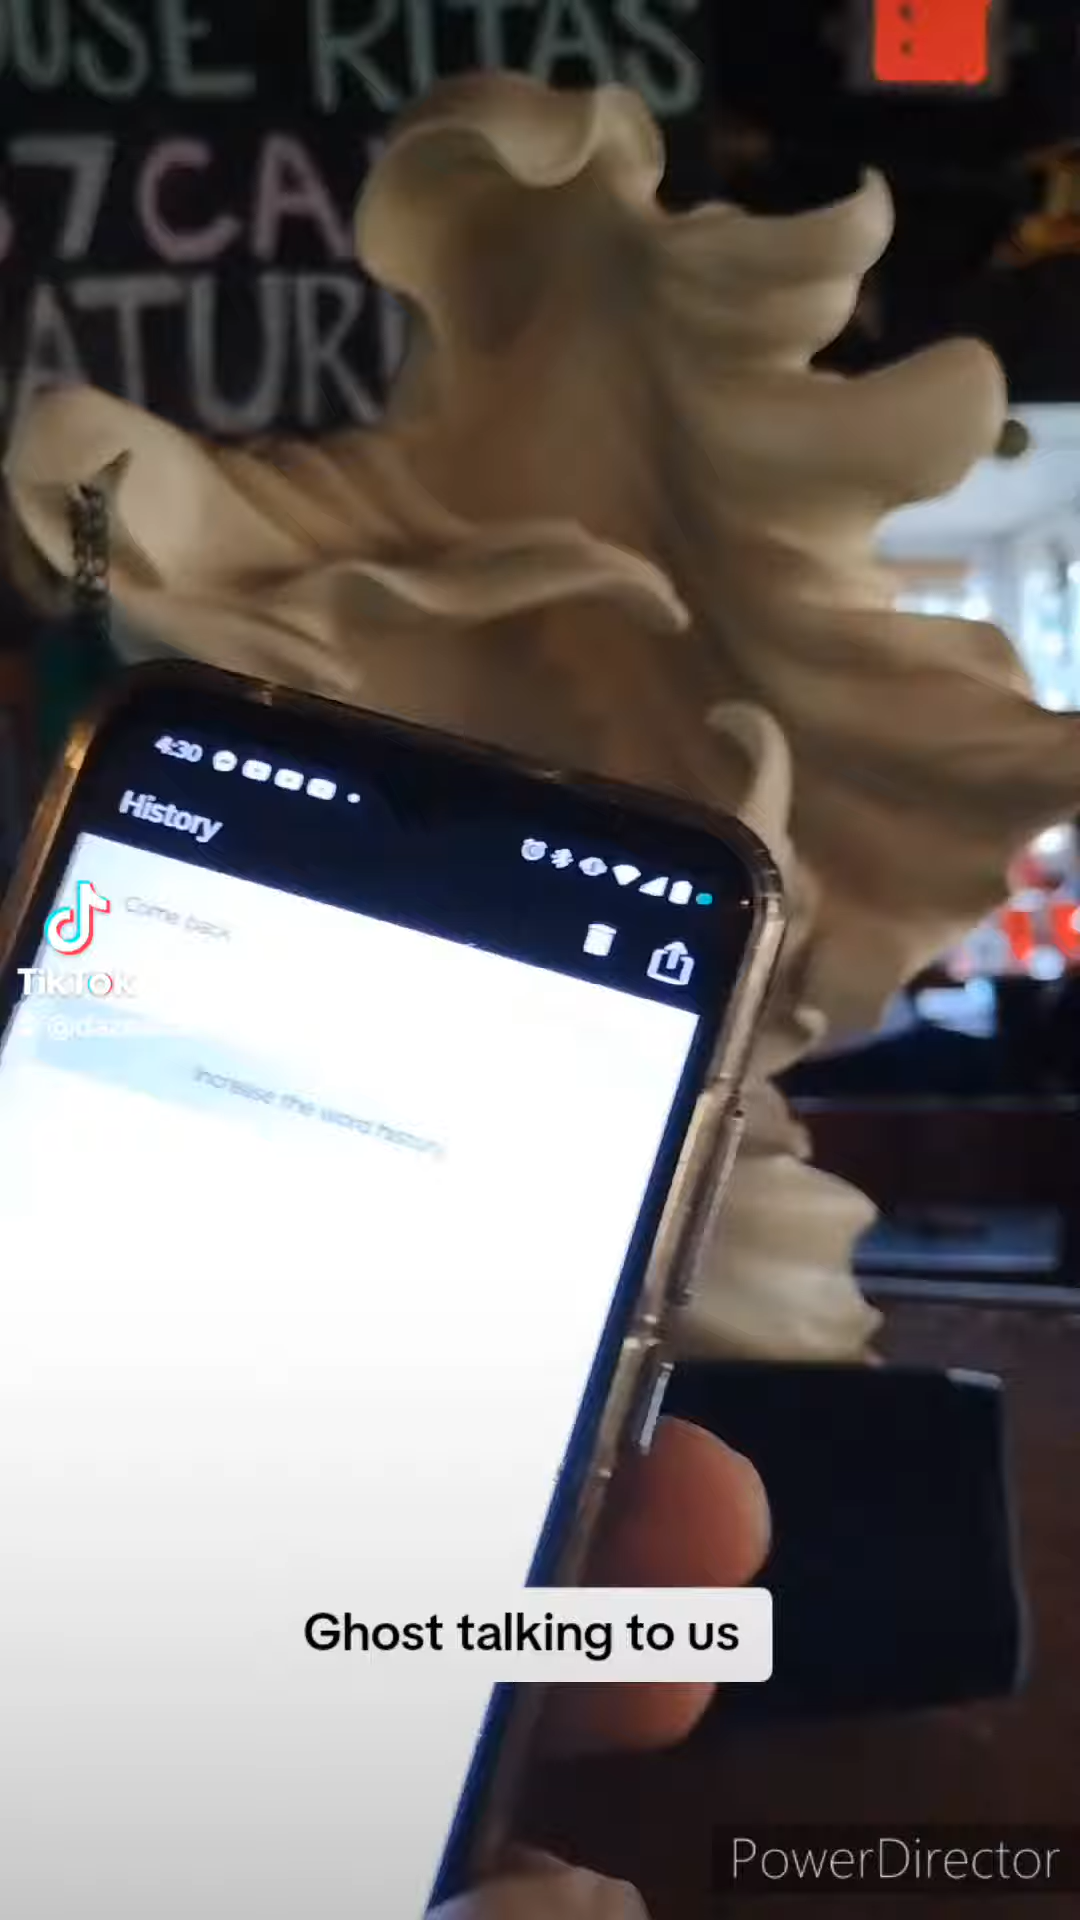 OUSE RITAS
7 CA
ATUR
4:30
History
Come back
TikTok
Increase the word history
Ghost talking to us
PowerDirector